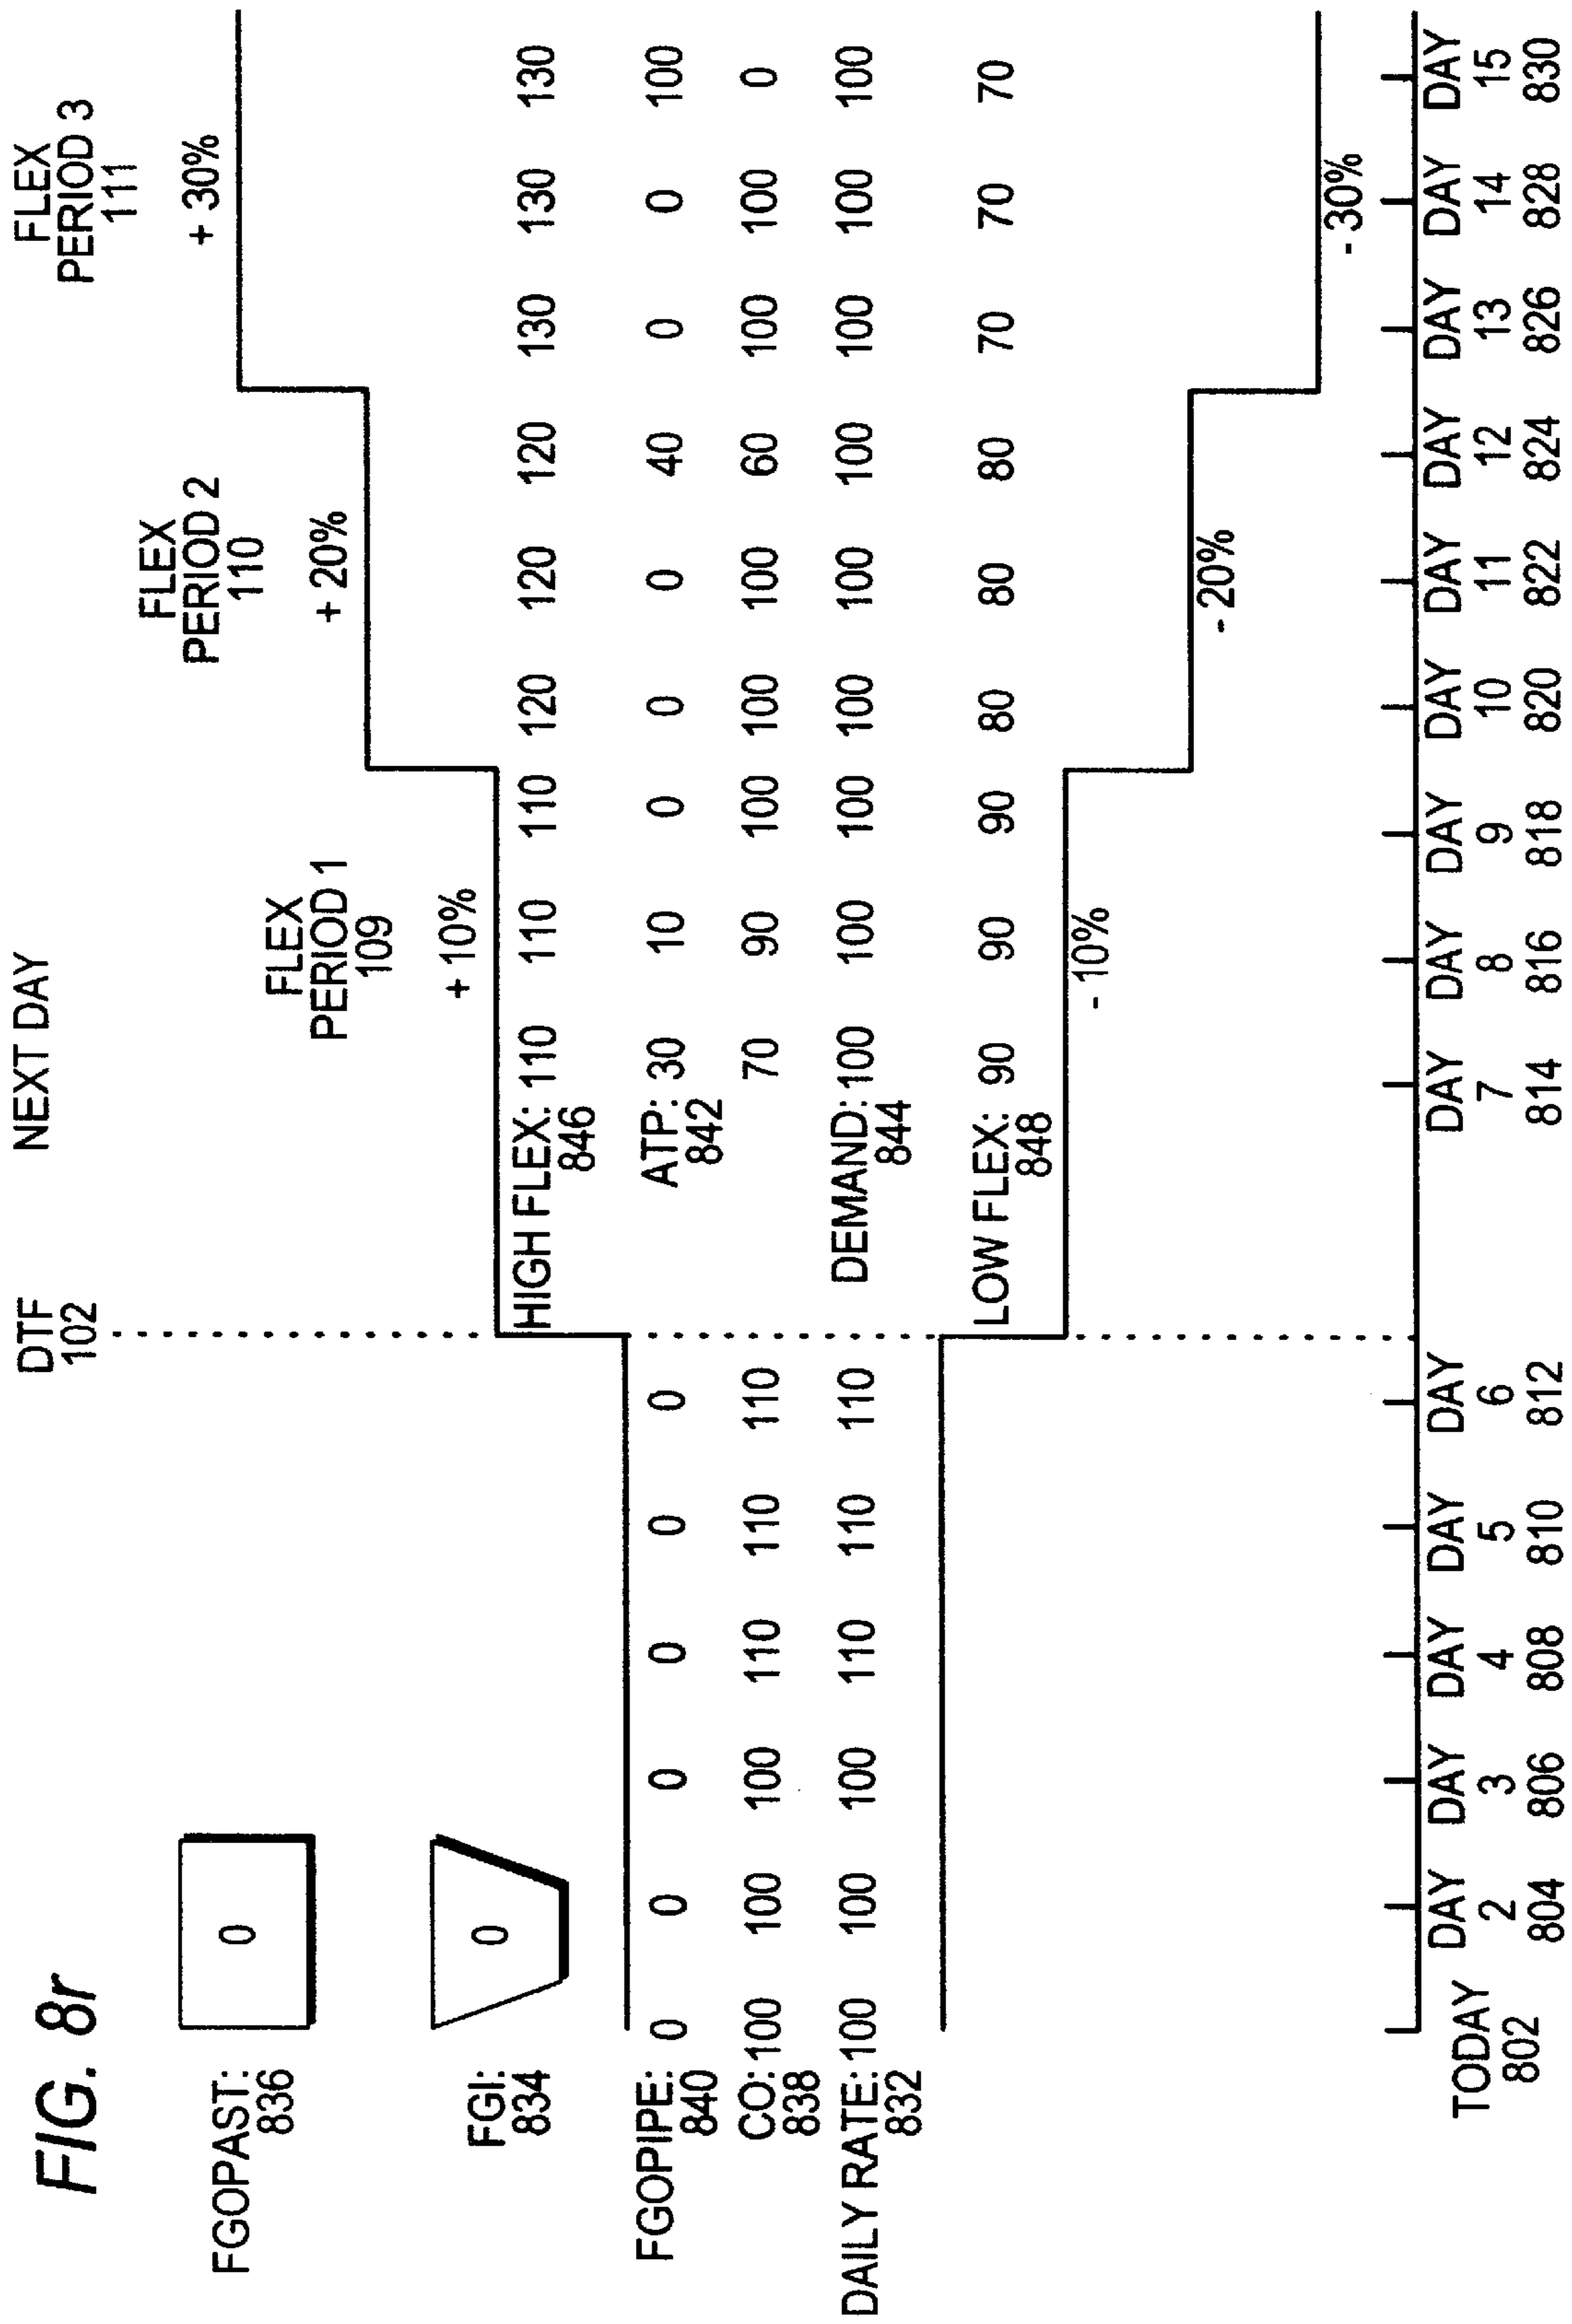 FIG. 8r
DTF
102
NEXT DAY
FLEX
PERIOD 1
109
+ 10%
FLEX
PERIOD 2
110
+ 20%
FLEX
PERIOD 3
111
+ 30%
FGOPAST:
836
0
FGI:
834
0
HIGH FLEX: 110 110 110 120 120 120 130 130 130
846
FGOPIPE: 0 0 0 0 0 0
840
ATP: 30 10 0 0 0 40 0 0 100
842
CO: 100 100 100 110 110 110 70 90 100 100 100 60 100 100 0
838
DAILY RATE: 100 100 100 110 110 110
832
DEMAND: 100 100 100 100 100 100 100 100 100
844
LOW FLEX: 90 90 90 80 80 80 70 70 70
848
- 10%
- 20%
- 30%
TODAY DAY DAY DAY DAY DAY DAY DAY DAY DAY DAY DAY DAY DAY DAY
2 3 4 5 6 7 8 9 10 11 12 13 14 15
802 804 806 808 810 812 814 816 818 820 822 824 826 828 830